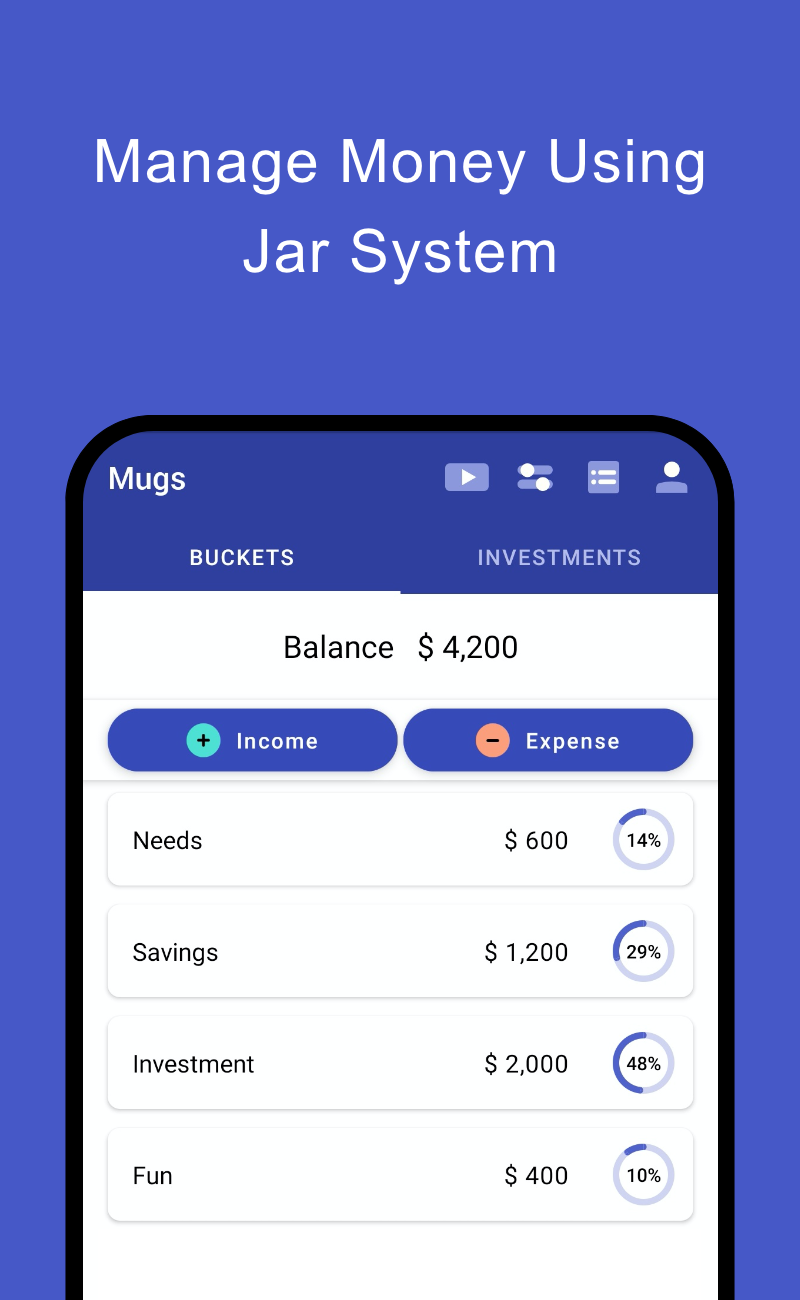 Manage Money Using
Jar System
Mugs
BUCKETS INVESTMENTS
Balance $ 4,200
+ Income − Expense
Needs $ 600 14%
Savings $ 1,200 29%
Investment $ 2,000 48%
Fun $ 400 10%